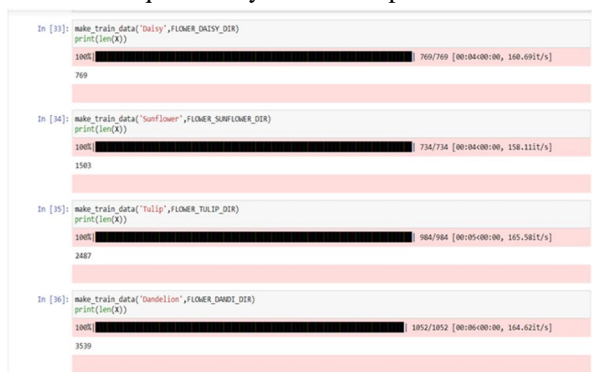 In [33]: make_train_data('Daisy',FLOWER_DAISY_DIR)
print(len(X))
100%| | 769/769 [00:04<00:00, 160.69it/s]
769
In [34]: make_train_data('Sunflower',FLOWER_SUNFLOWER_DIR)
print(len(X))
100%| | 734/734 [00:04<00:00, 158.11it/s]
1503
In [35]: make_train_data('Tulip',FLOWER_TULIP_DIR)
print(len(X))
100%| | 984/984 [00:05<00:00, 165.58it/s]
2487
In [36]: make_train_data('Dandelion',FLOWER_DANDI_DIR)
print(len(X))
100%| | 1052/1052 [00:06<00:00, 164.62it/s]
3539